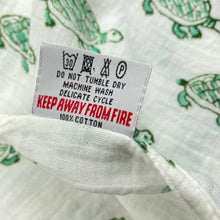 30 P
DO NOT TUMBLE DRY
MACHINE WASH
DELICATE CYCLE
KEEP AWAY FROM FIRE
100% COTTON